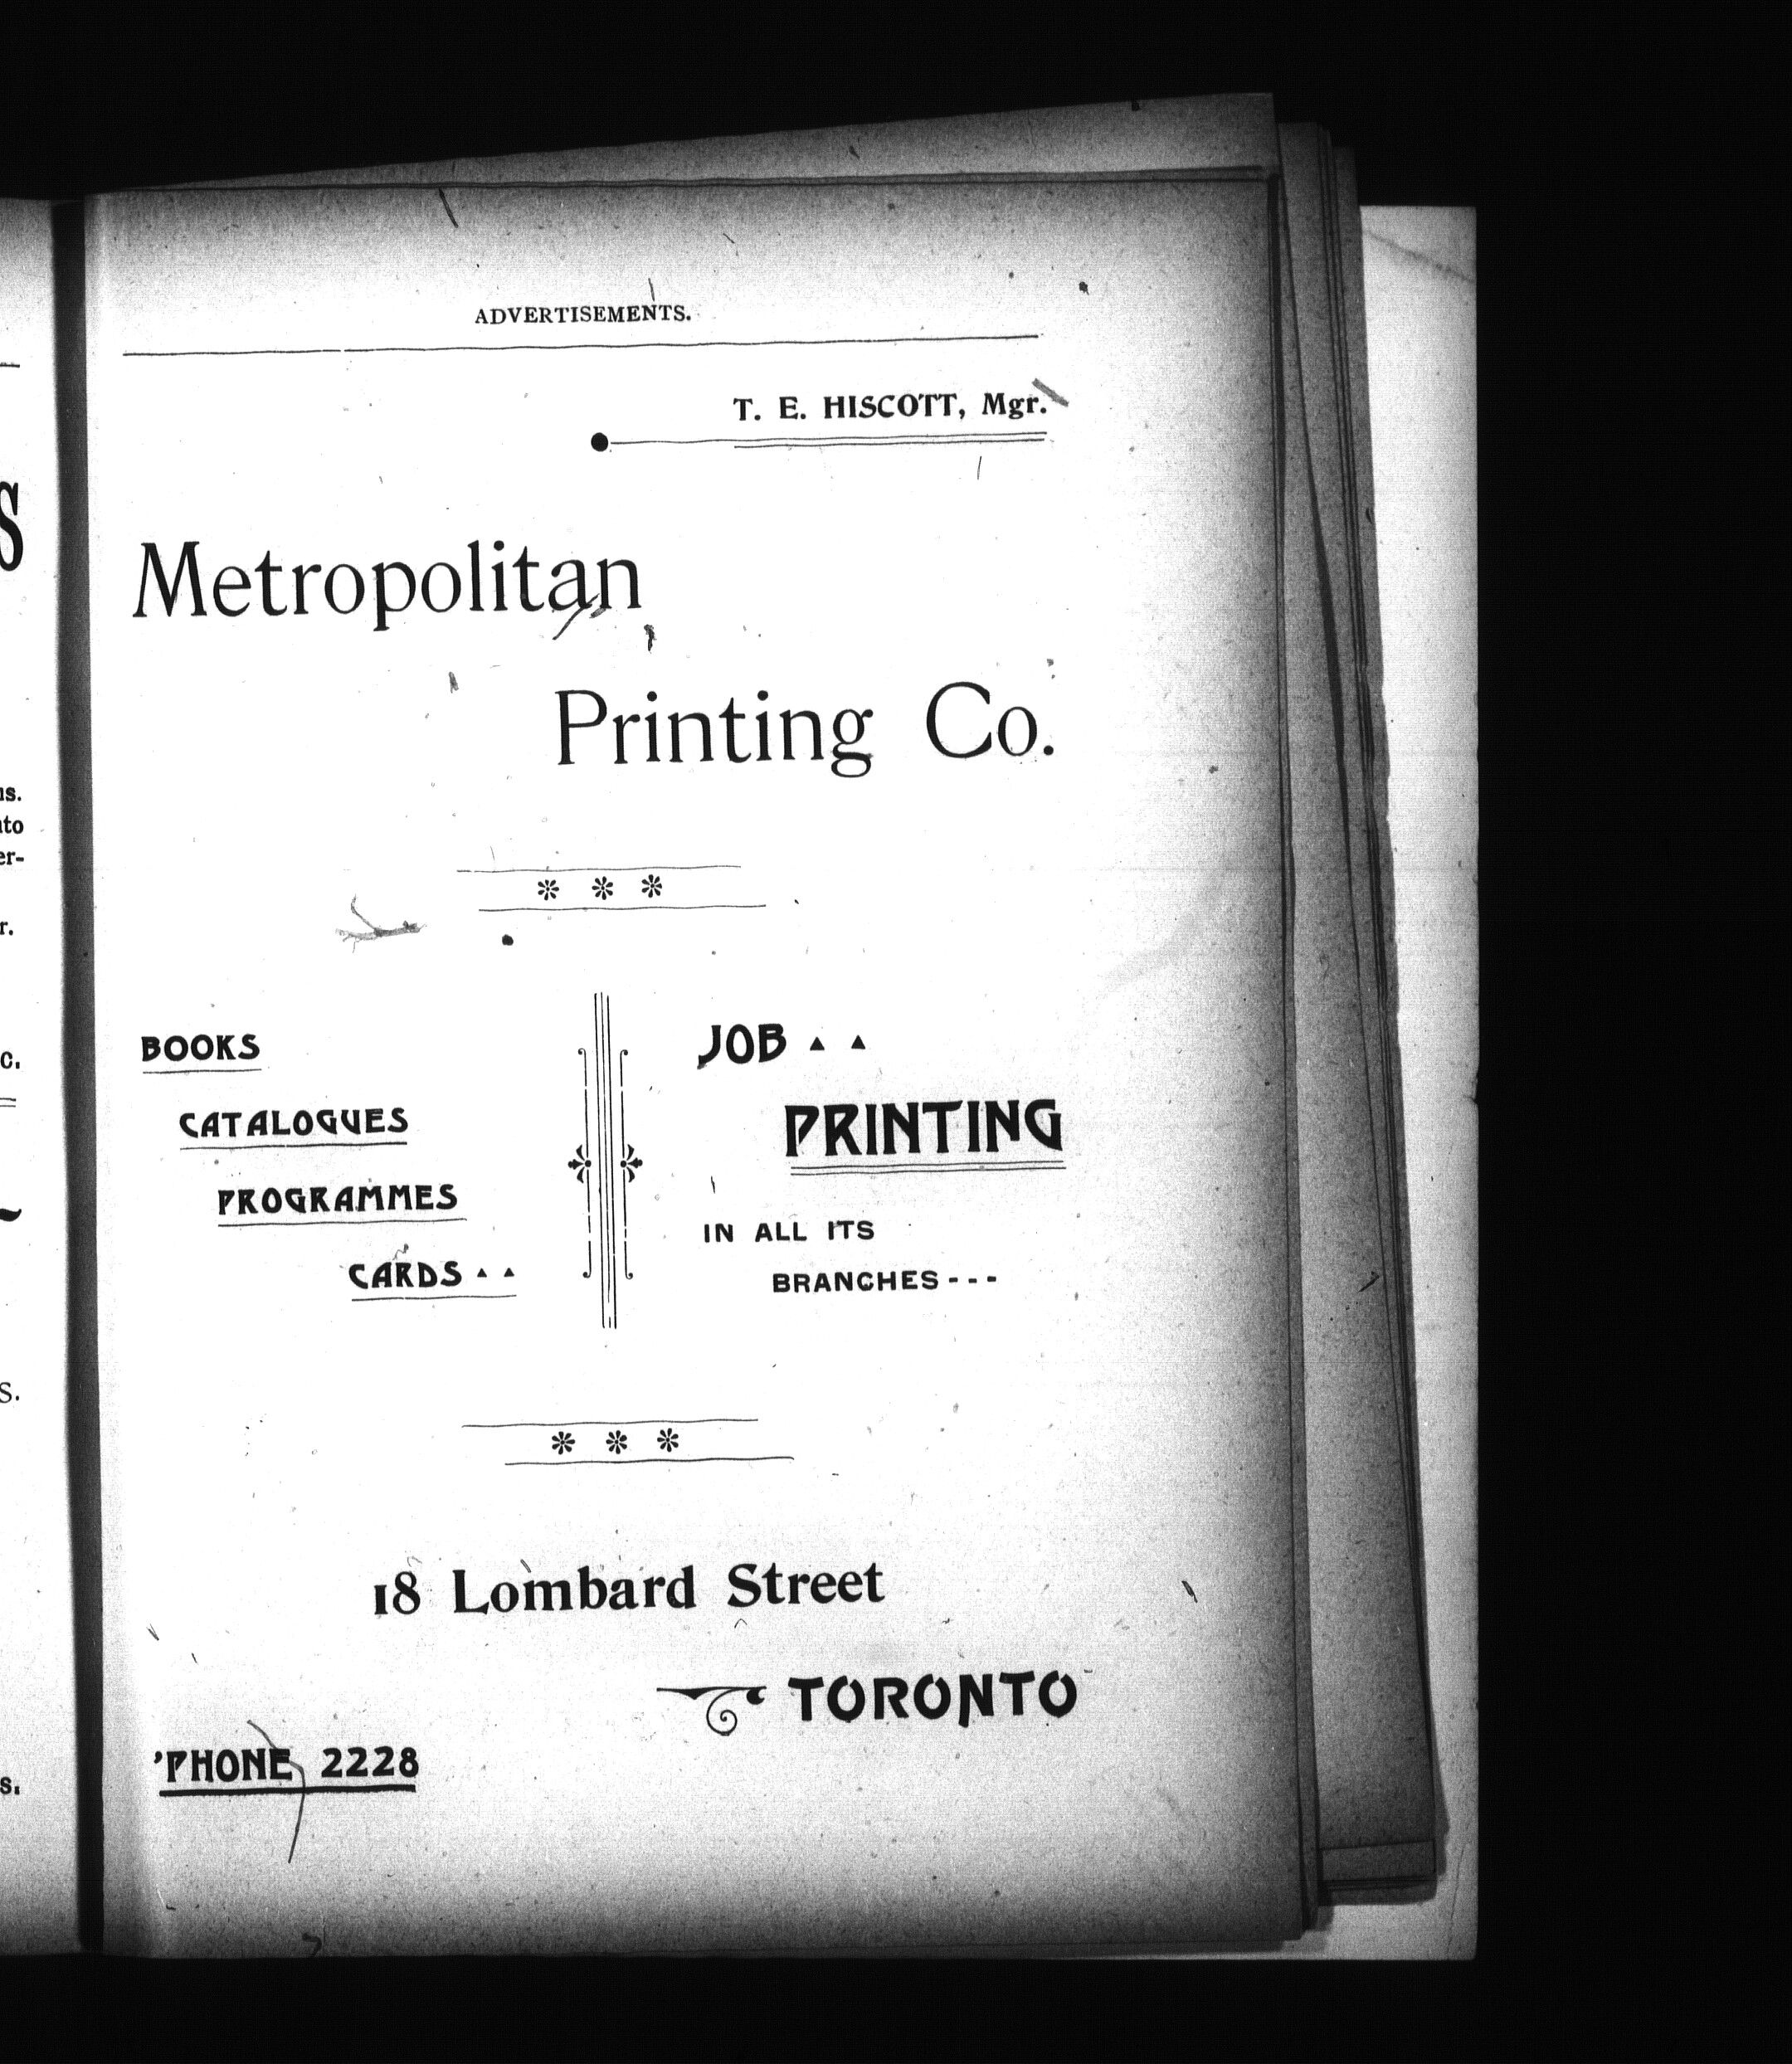 ADVERTISEMENTS.
T. E. HISCOTT, Mgr.
Metropolitan
Printing Co.
BOOKS
CATALOGUES
PROGRAMMES
CARDS
JOB
PRINTING
IN ALL ITS
BRANCHES - - -
18 Lombard Street
TORONTO
'PHONE 2228